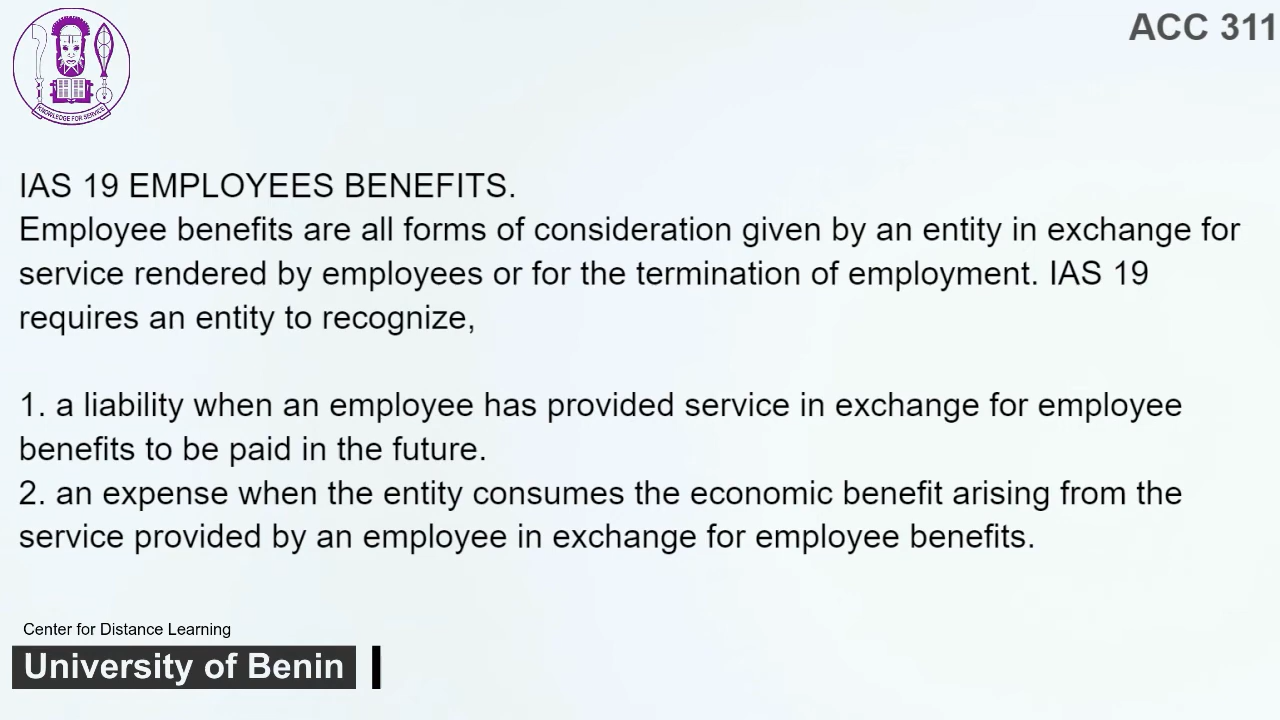 ACC 311
KNOWLEDGE FOR SERVICE
IAS 19 EMPLOYEES BENEFITS.
Employee benefits are all forms of consideration given by an entity in exchange for
service rendered by employees or for the termination of employment. IAS 19
requires an entity to recognize,
1. a liability when an employee has provided service in exchange for employee
benefits to be paid in the future.
2. an expense when the entity consumes the economic benefit arising from the
service provided by an employee in exchange for employee benefits.
Center for Distance Learning
University of Benin